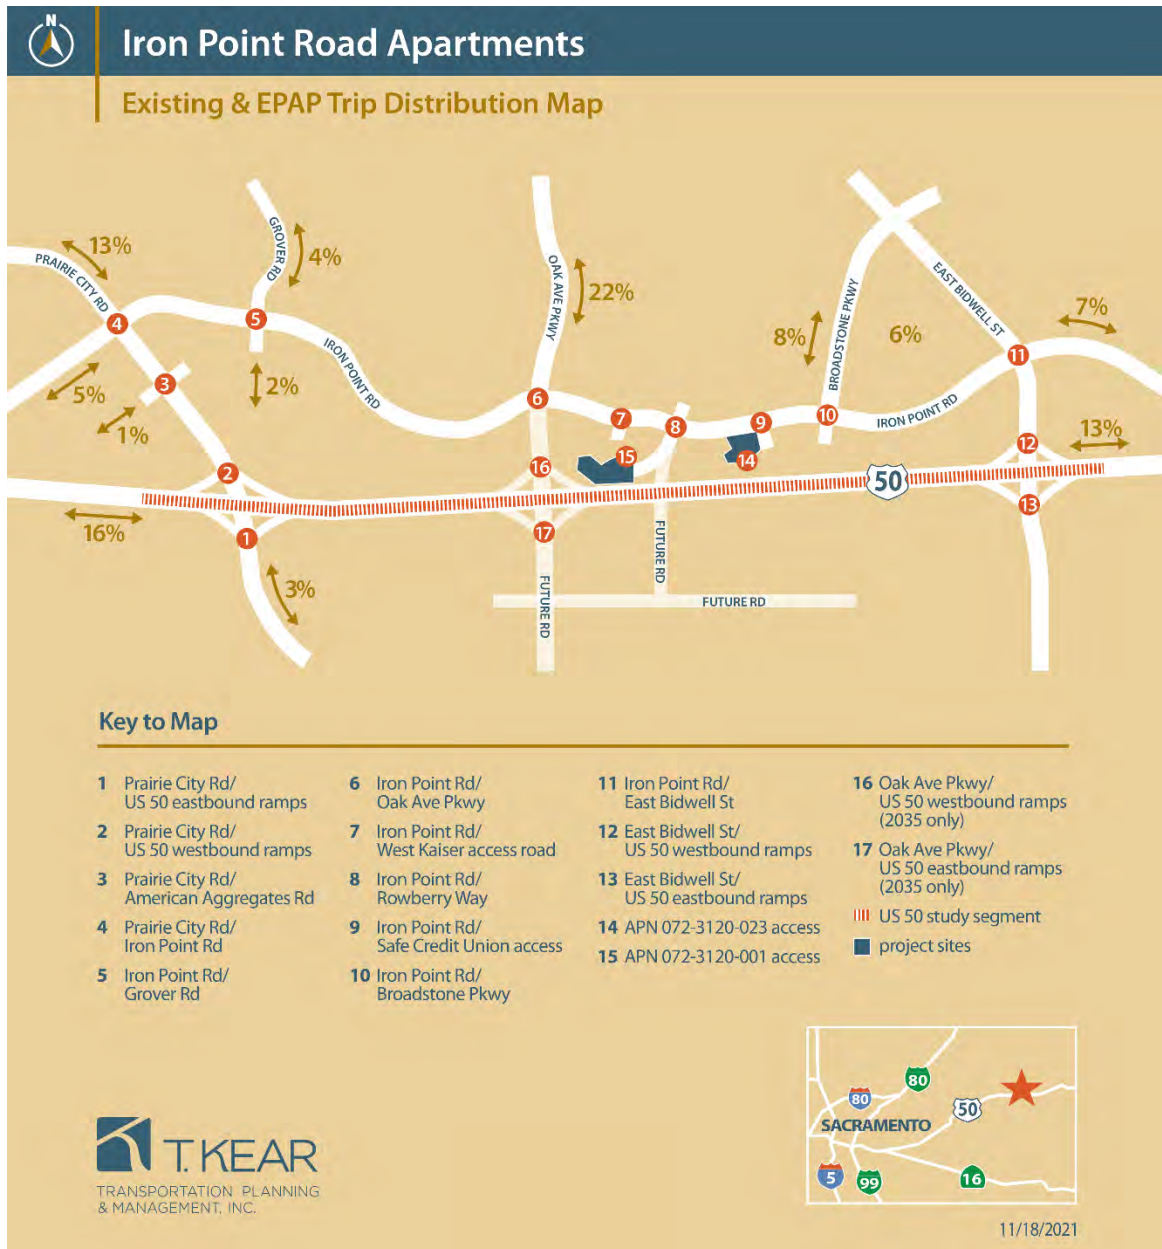 N
Iron Point Road Apartments
Existing & EPAP Trip Distribution Map
13%
PRAIRIE CITY RD
GROVER RD
4%
OAK AVE PKWY
22%
EAST BIDWELL ST
7%
8%
BROADSTONE PKWY
6%
4
5
11
IRON POINT RD
5%
3
2%
6
7
8
9
10
IRON POINT RD
1%
2
16
15
14
12
13%
50
16%
1
17
13
3%
FUTURE RD
FUTURE RD
FUTURE RD
Key to Map
1 Prairie City Rd/
US 50 eastbound ramps
2 Prairie City Rd/
US 50 westbound ramps
3 Prairie City Rd/
American Aggregates Rd
4 Prairie City Rd/
Iron Point Rd
5 Iron Point Rd/
Grover Rd
6 Iron Point Rd/
Oak Ave Pkwy
7 Iron Point Rd/
West Kaiser access road
8 Iron Point Rd/
Rowberry Way
9 Iron Point Rd/
Safe Credit Union access
10 Iron Point Rd/
Broadstone Pkwy
11 Iron Point Rd/
East Bidwell St
12 East Bidwell St/
US 50 westbound ramps
13 East Bidwell St/
US 50 eastbound ramps
14 APN 072-3120-023 access
15 APN 072-3120-001 access
16 Oak Ave Pkwy/
US 50 westbound ramps
(2035 only)
17 Oak Ave Pkwy/
US 50 eastbound ramps
(2035 only)
US 50 study segment
project sites
80
80
50
SACRAMENTO
5
99
16
T. KEAR
TRANSPORTATION PLANNING
& MANAGEMENT, INC.
11/18/2021